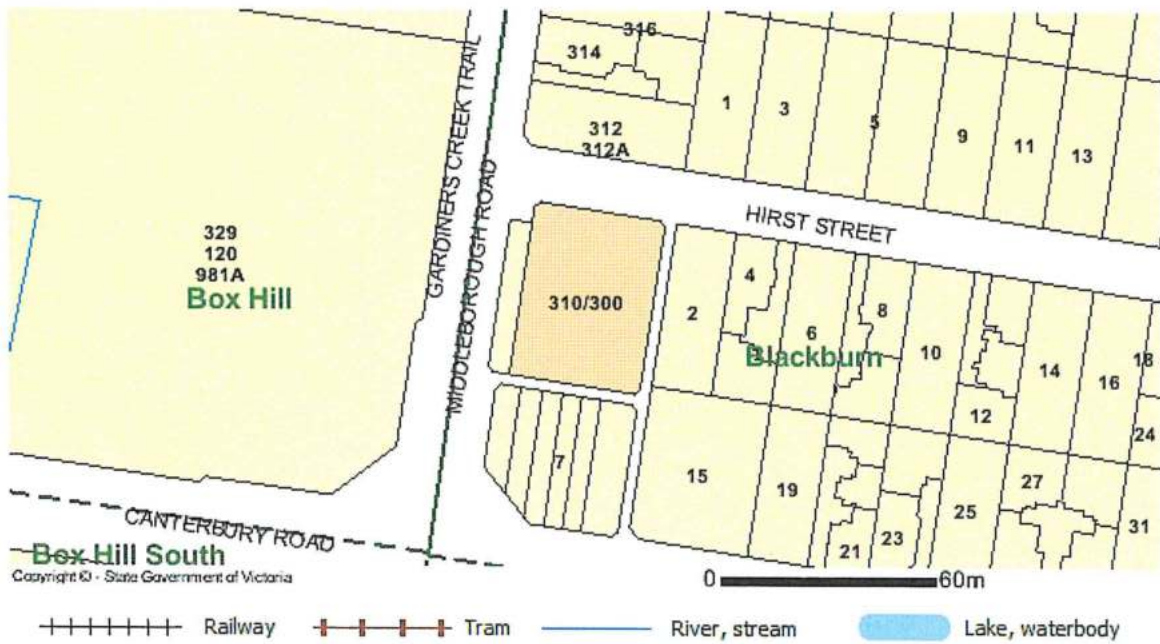 316
314
312
312A
1
3
5
9
11
13
GARDINERS CREEK TRAIL
MIDDLEBOROUGH ROAD
HIRST STREET
329
120
981A
Box Hill
310/300
2
4
6
8
10
Blackburn
12
14
16
18
24
7
15
19
21
23
25
27
31
CANTERBURY ROAD
Box Hill South
Copyright © - State Government of Victoria
0 60m
Railway Tram River, stream Lake, waterbody